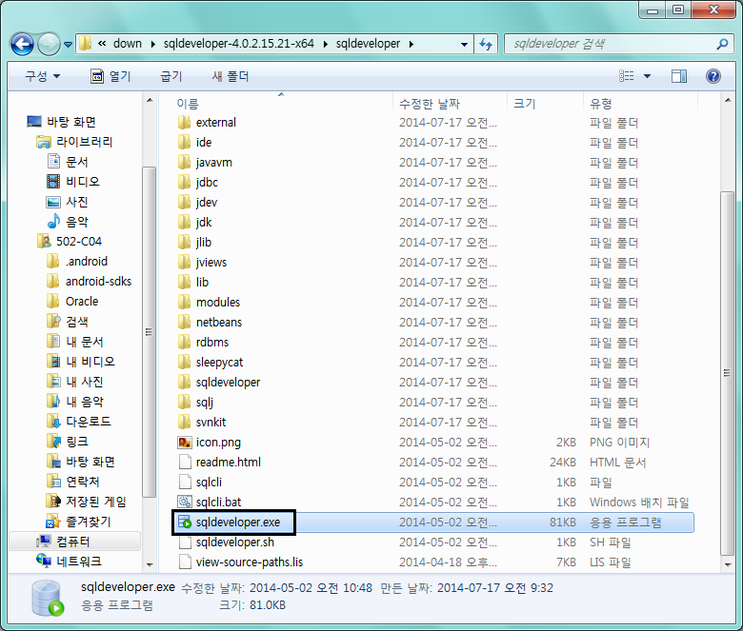 « down ▸ sqldeveloper-4.0.2.15.21-x64 ▸ sqldeveloper ▸
sqldeveloper 검색
구성 열기 굽기 새 폴더
이름 수정한 날짜 크기 유형
바탕 화면
라이브러리
문서
비디오
사진
음악
502-C04
.android
android-sdks
Oracle
검색
내 문서
내 비디오
내 사진
내 음악
다운로드
링크
바탕 화면
연락처
저장된 게임
즐겨찾기
컴퓨터
네트워크
external 2014-07-17 오전... 파일 폴더
ide 2014-07-17 오전... 파일 폴더
javavm 2014-07-17 오전... 파일 폴더
jdbc 2014-07-17 오전... 파일 폴더
jdev 2014-07-17 오전... 파일 폴더
jdk 2014-07-17 오전... 파일 폴더
jlib 2014-07-17 오전... 파일 폴더
jviews 2014-07-17 오전... 파일 폴더
lib 2014-07-17 오전... 파일 폴더
modules 2014-07-17 오전... 파일 폴더
netbeans 2014-07-17 오전... 파일 폴더
rdbms 2014-07-17 오전... 파일 폴더
sleepycat 2014-07-17 오전... 파일 폴더
sqldeveloper 2014-07-17 오전... 파일 폴더
sqlj 2014-07-17 오전... 파일 폴더
svnkit 2014-07-17 오전... 파일 폴더
icon.png 2014-05-02 오전... 2KB PNG 이미지
readme.html 2014-05-02 오전... 24KB HTML 문서
sqlcli 2014-05-02 오전... 1KB 파일
sqlcli.bat 2014-05-02 오전... 1KB Windows 배치 파일
sqldeveloper.exe 2014-05-02 오전... 81KB 응용 프로그램
sqldeveloper.sh 2014-05-02 오전... 1KB SH 파일
view-source-paths.lis 2014-04-18 오후... 7KB LIS 파일
sqldeveloper.exe 수정한 날짜: 2014-05-02 오전 10:48 만든 날짜: 2014-07-17 오전 9:32
응용 프로그램 크기: 81.0KB